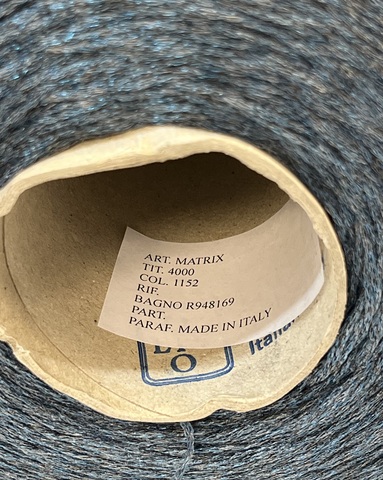 ART. MATRIX
TIT. 4000
COL. 1152
RIF.
BAGNO R948169
PART.
PARAF. MADE IN ITALY
O